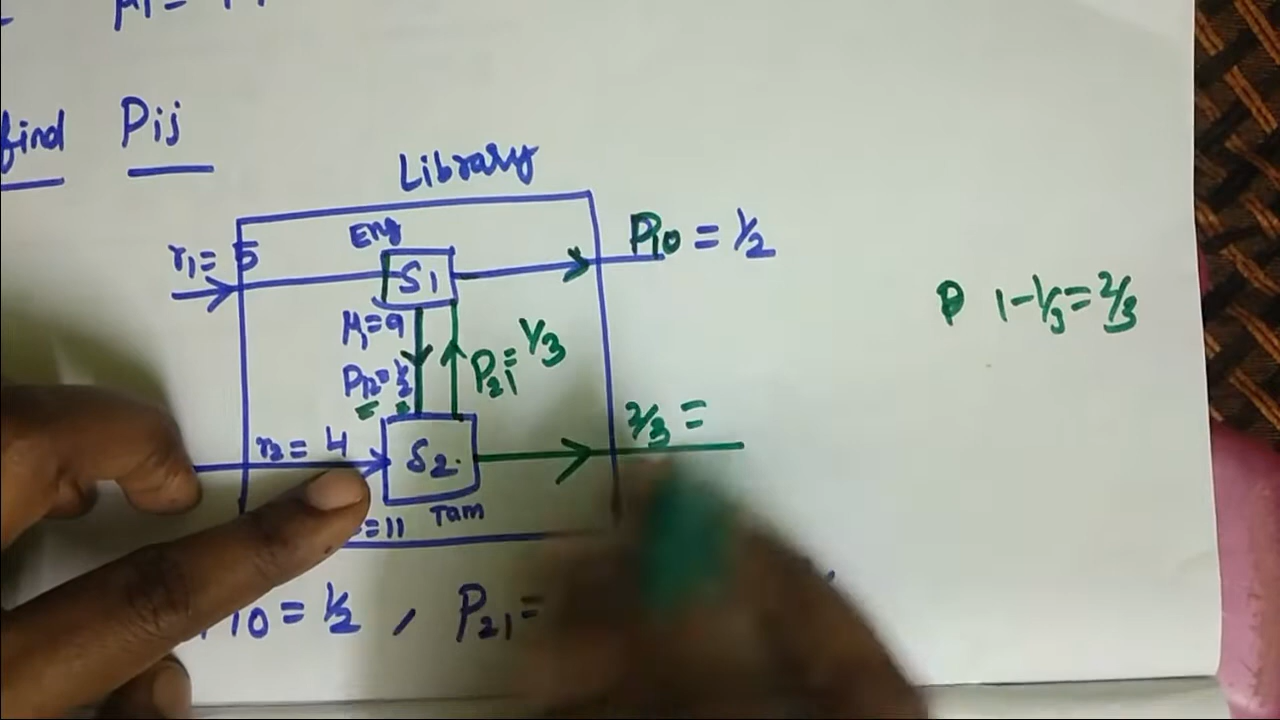 find Pij
Library
r1 = 5
Eng
S1
P10 = 1/2
μ1 = 9
P12 = 1/2
P21 = 1/3
1 - 1/3 = 2/3
r2 = 4
S2
2/3 =
= 11
Tam
10 = 1/2 , P21 =